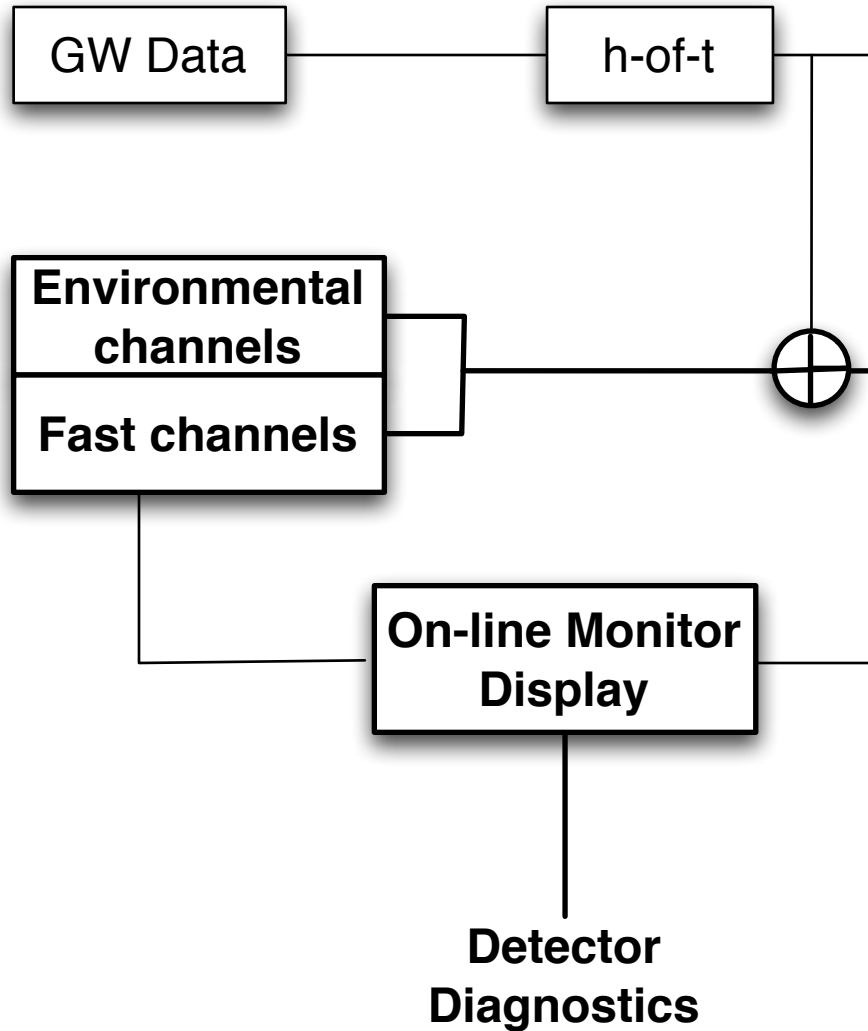 GW Data
h-of-t
Environmental
channels
Fast channels
On-line Monitor
Display
Detector
Diagnostics